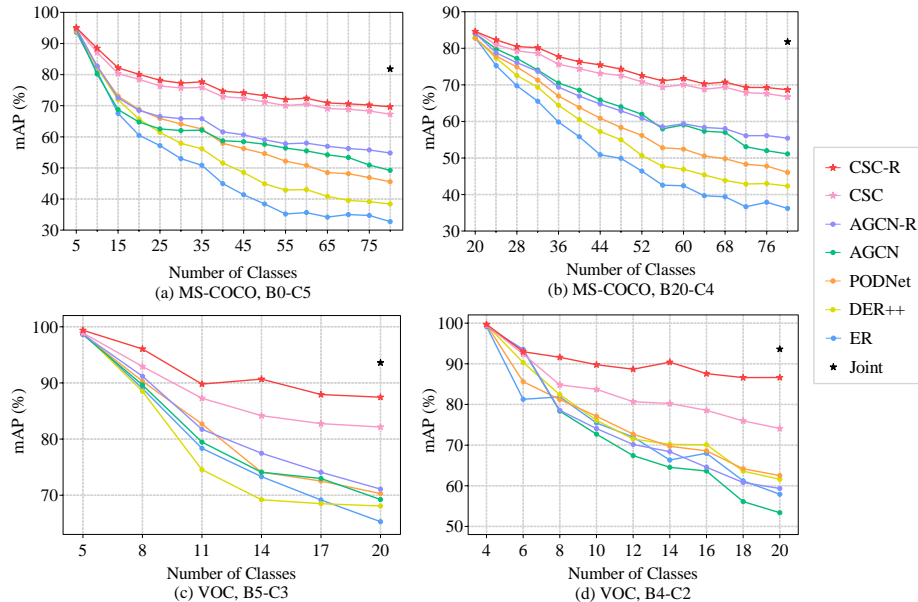 100
90
80
70
60
50
40
30
mAP (%)
5
15
25
35
45
55
65
75
Number of Classes
(a) MS-COCO, B0-C5
90
80
70
60
50
40
30
mAP (%)
20
28
36
44
52
60
68
76
Number of Classes
(b) MS-COCO, B20-C4
100
90
80
70
mAP (%)
5
8
11
14
17
20
Number of Classes
(c) VOC, B5-C3
100
90
80
70
60
50
mAP (%)
4
6
8
10
12
14
16
18
20
Number of Classes
(d) VOC, B4-C2
CSC-R
CSC
AGCN-R
AGCN
PODNet
DER++
ER
Joint